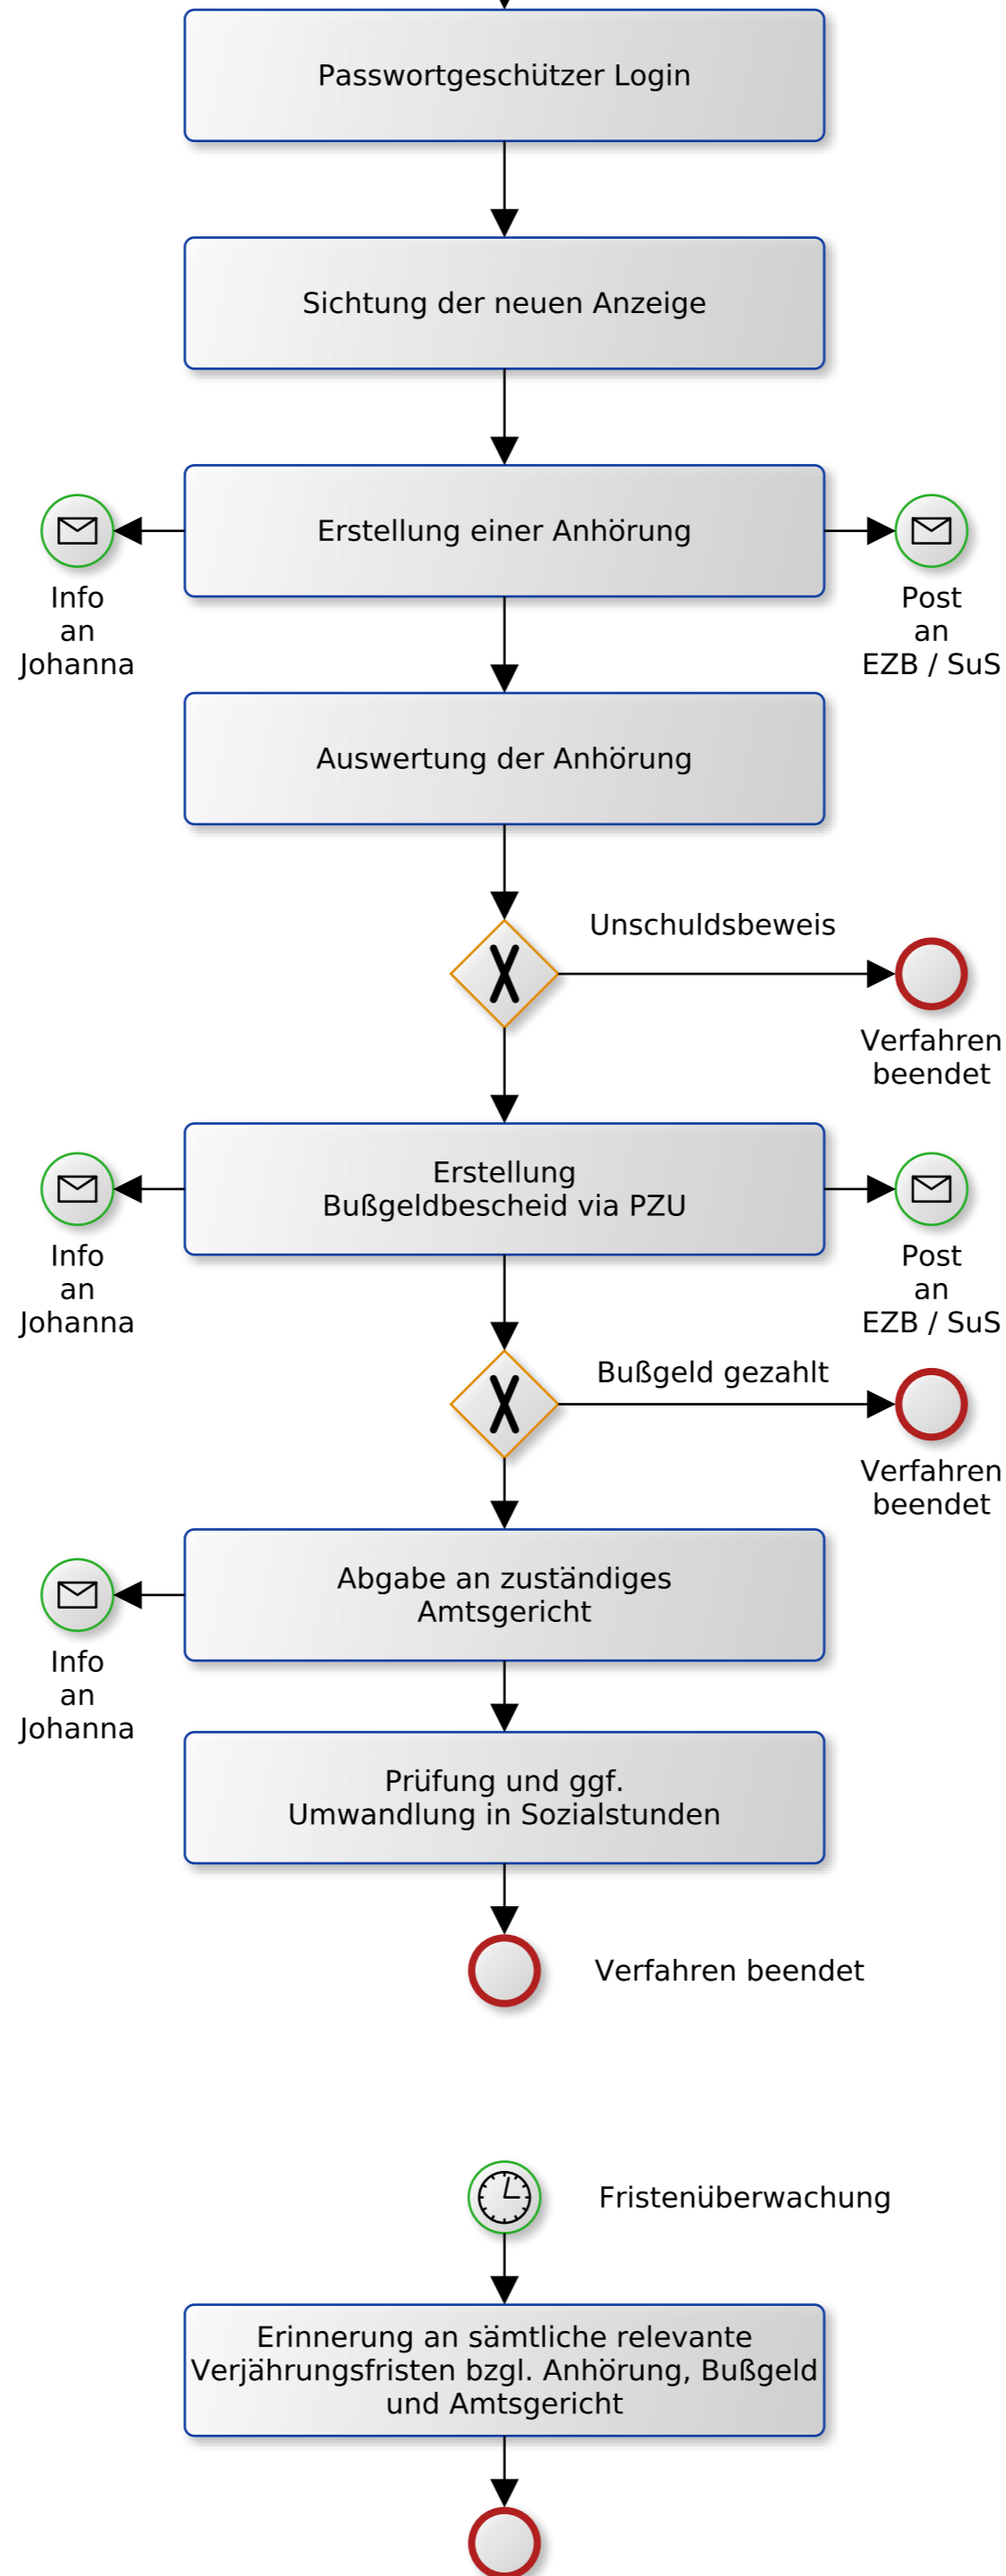 Passwortgeschützer Login
Sichtung der neuen Anzeige
Erstellung einer Anhörung
Info
an
Johanna
Post
an
EZB / SuS
Auswertung der Anhörung
Unschuldsbeweis
Verfahren
beendet
Erstellung
Bußgeldbescheid via PZU
Info
an
Johanna
Post
an
EZB / SuS
Bußgeld gezahlt
Verfahren
beendet
Abgabe an zuständiges
Amtsgericht
Info
an
Johanna
Prüfung und ggf.
Umwandlung in Sozialstunden
Verfahren beendet
Fristenüberwachung
Erinnerung an sämtliche relevante
Verjährungsfristen bzgl. Anhörung, Bußgeld
und Amtsgericht